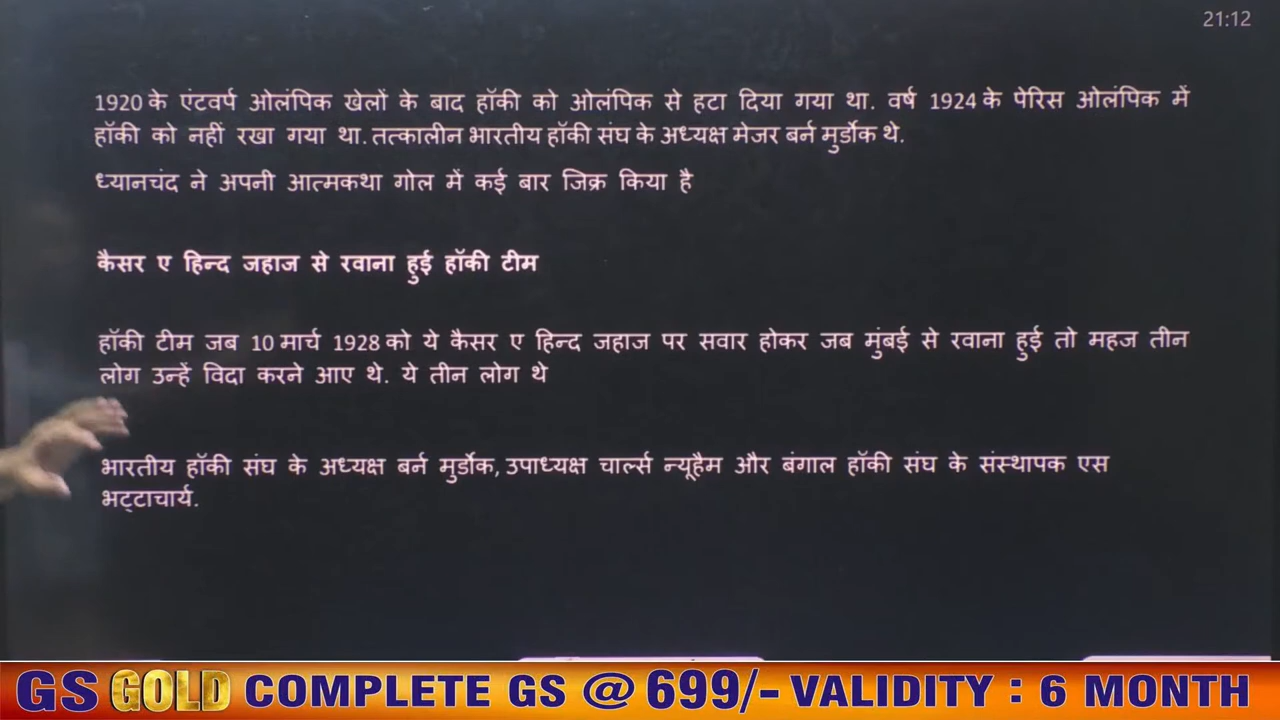 21:12
1920 के एंटवर्प ओलंपिक खेलों के बाद हॉकी को ओलंपिक से हटा दिया गया था. वर्ष 1924 के पेरिस ओलंपिक में
हॉकी को नहीं रखा गया था. तत्कालीन भारतीय हॉकी संघ के अध्यक्ष मेजर बर्न मुर्डोक थे.
ध्यानचंद ने अपनी आत्मकथा गोल में कई बार जिक्र किया है
कैसर ए हिन्द जहाज से रवाना हुई हॉकी टीम
हॉकी टीम जब 10 मार्च 1928 को ये कैसर ए हिन्द जहाज पर सवार होकर जब मुंबई से रवाना हुई तो महज तीन
लोग उन्हें विदा करने आए थे. ये तीन लोग थे
भारतीय हॉकी संघ के अध्यक्ष बर्न मुर्डोक, उपाध्यक्ष चार्ल्स न्यूहैम और बंगाल हॉकी संघ के संस्थापक एस
भट्टाचार्य.
GS GOLD COMPLETE GS @ 699/- VALIDITY : 6 MONTH